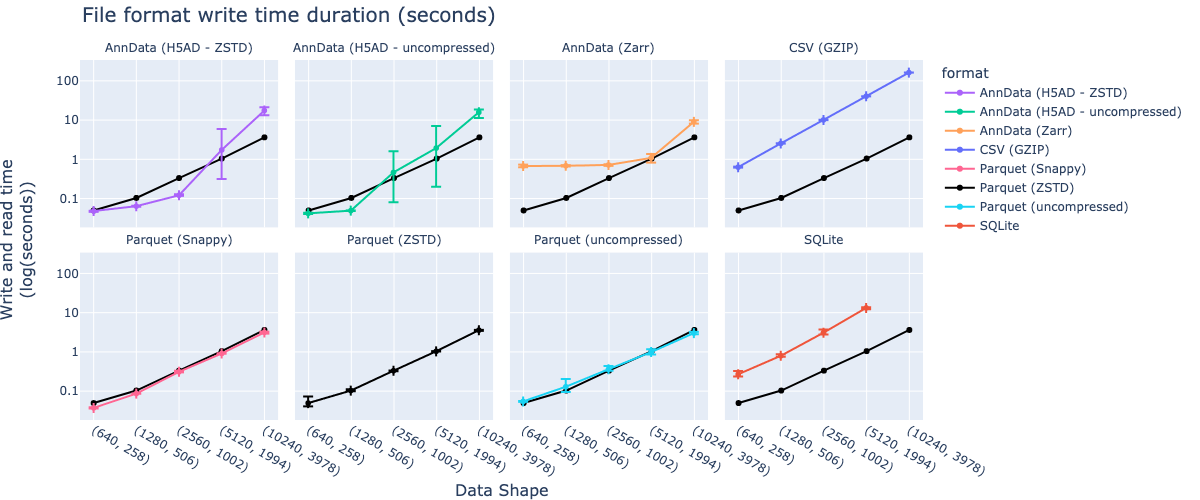 File format write time duration (seconds)
AnnData (H5AD - ZSTD)
AnnData (H5AD - uncompressed)
AnnData (Zarr)
CSV (GZIP)
100
10
1
0.1
Parquet (Snappy)
Parquet (ZSTD)
Parquet (uncompressed)
SQLite
100
10
1
0.1
Write and read time
(log(seconds))
(640, 258)
(1280, 506)
(2560, 1002)
(5120, 1994)
(10240, 3978)
(640, 258)
(1280, 506)
(2560, 1002)
(5120, 1994)
(10240, 3978)
(640, 258)
(1280, 506)
(2560, 1002)
(5120, 1994)
(10240, 3978)
(640, 258)
(1280, 506)
(2560, 1002)
(5120, 1994)
(10240, 3978)
Data Shape
format
AnnData (H5AD - ZSTD)
AnnData (H5AD - uncompressed)
AnnData (Zarr)
CSV (GZIP)
Parquet (Snappy)
Parquet (ZSTD)
Parquet (uncompressed)
SQLite